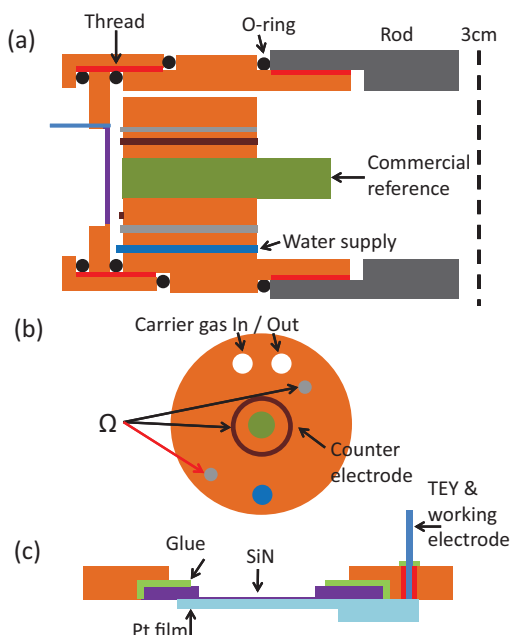 (a)
Thread
O-ring
Rod
3cm
Commercial
reference
Water supply
(b)
Carrier gas In / Out
Ω
Counter
electrode
TEY &
working
electrode
(c)
Glue
SiN
Pt film